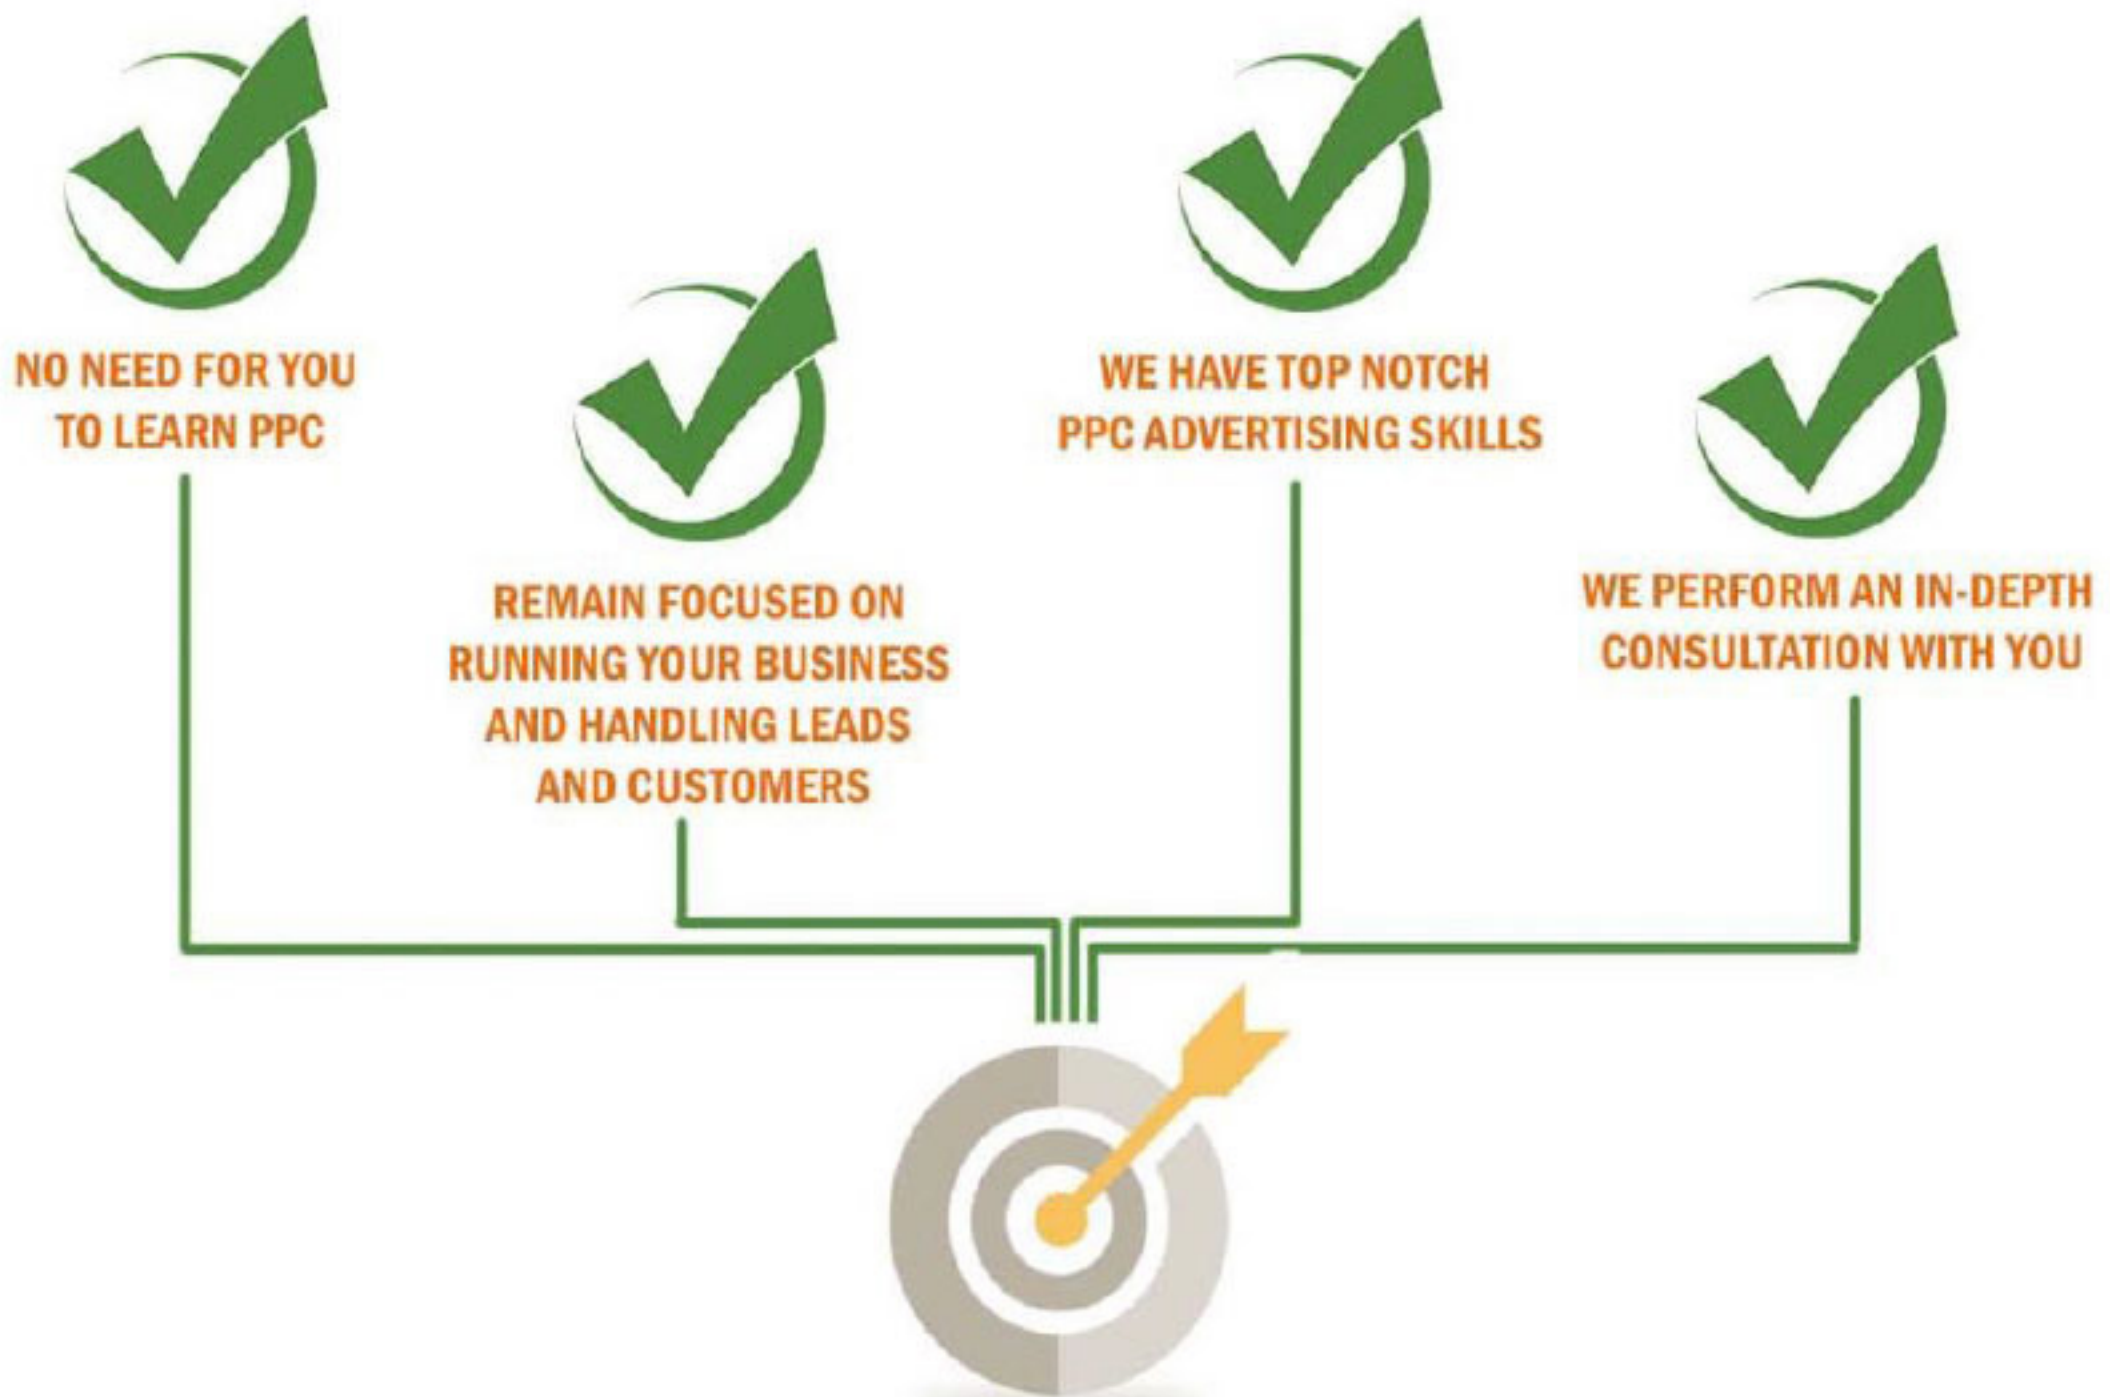 NO NEED FOR YOU
TO LEARN PPC
REMAIN FOCUSED ON
RUNNING YOUR BUSINESS
AND HANDLING LEADS
AND CUSTOMERS
WE HAVE TOP NOTCH
PPC ADVERTISING SKILLS
WE PERFORM AN IN-DEPTH
CONSULTATION WITH YOU